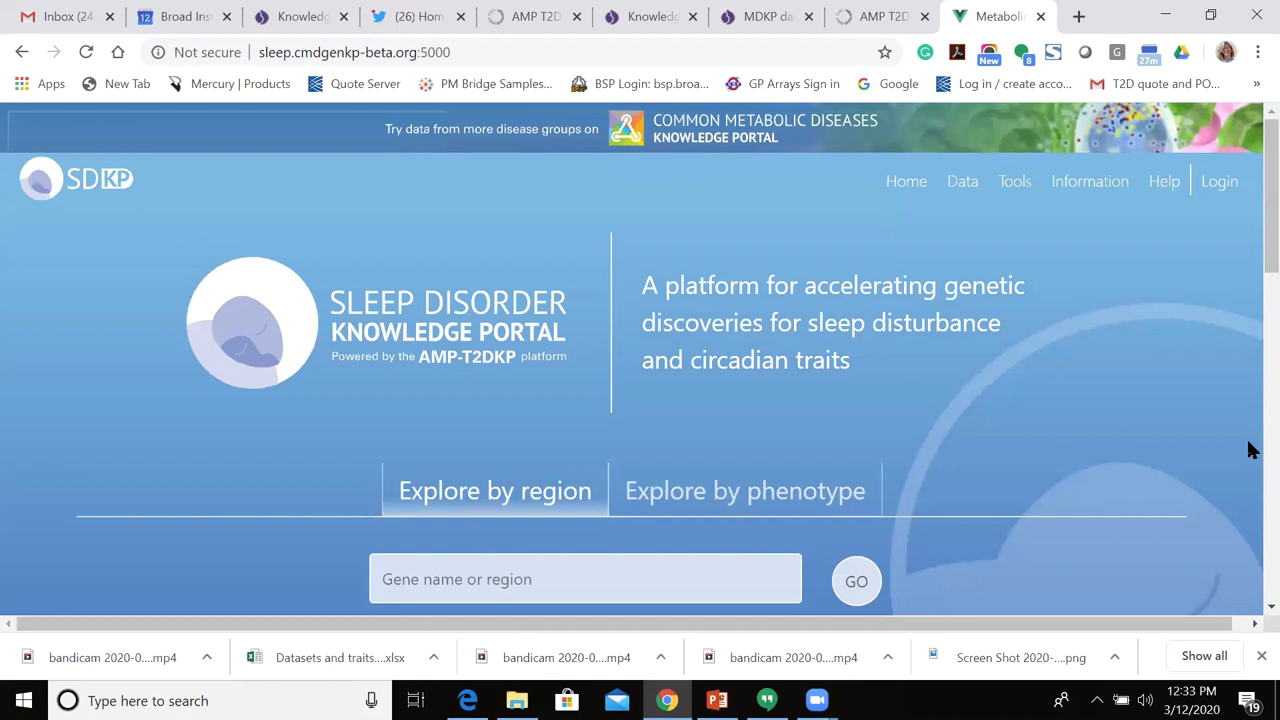 Inbox (24
12
Broad Ins
Knowledg
(26) Hom
AMP T2D
Knowledg
MDKP da
AMP T2D
Metabolic
Not secure
sleep.cmdgenkp-beta.org:5000
New
8
G
27m
Apps
New Tab
Mercury | Products
Quote Server
PM Bridge Samples...
BSP Login: bsp.broa...
GP Arrays Sign in
Google
Log in / create acco...
T2D quote and PO...
»
Try data from more disease groups on
COMMON METABOLIC DISEASES
KNOWLEDGE PORTAL
SDKP
Home
Data
Tools
Information
Help
Login
SLEEP DISORDER
KNOWLEDGE PORTAL
Powered by the AMP-T2DKP platform
A platform for accelerating genetic
discoveries for sleep disturbance
and circadian traits
Explore by region
Explore by phenotype
Gene name or region
GO
bandicam 2020-0....mp4
Datasets and traits....xlsx
bandicam 2020-0....mp4
bandicam 2020-0....mp4
Screen Shot 2020-....png
Show all
Type here to search
12:33 PM
3/12/2020
19